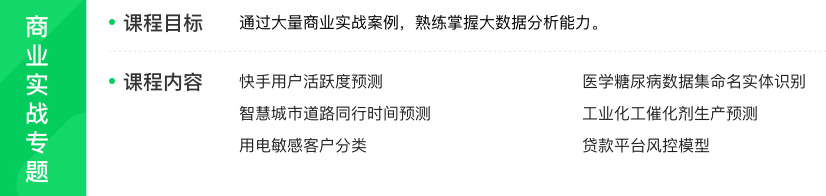 商业实战专题
课程目标
通过大量商业实战案例，熟练掌握大数据分析能力。
课程内容
快手用户活跃度预测
医学糖尿病数据集命名实体识别
智慧城市道路同行时间预测
工业化工催化剂生产预测
用电敏感客户分类
贷款平台风控模型